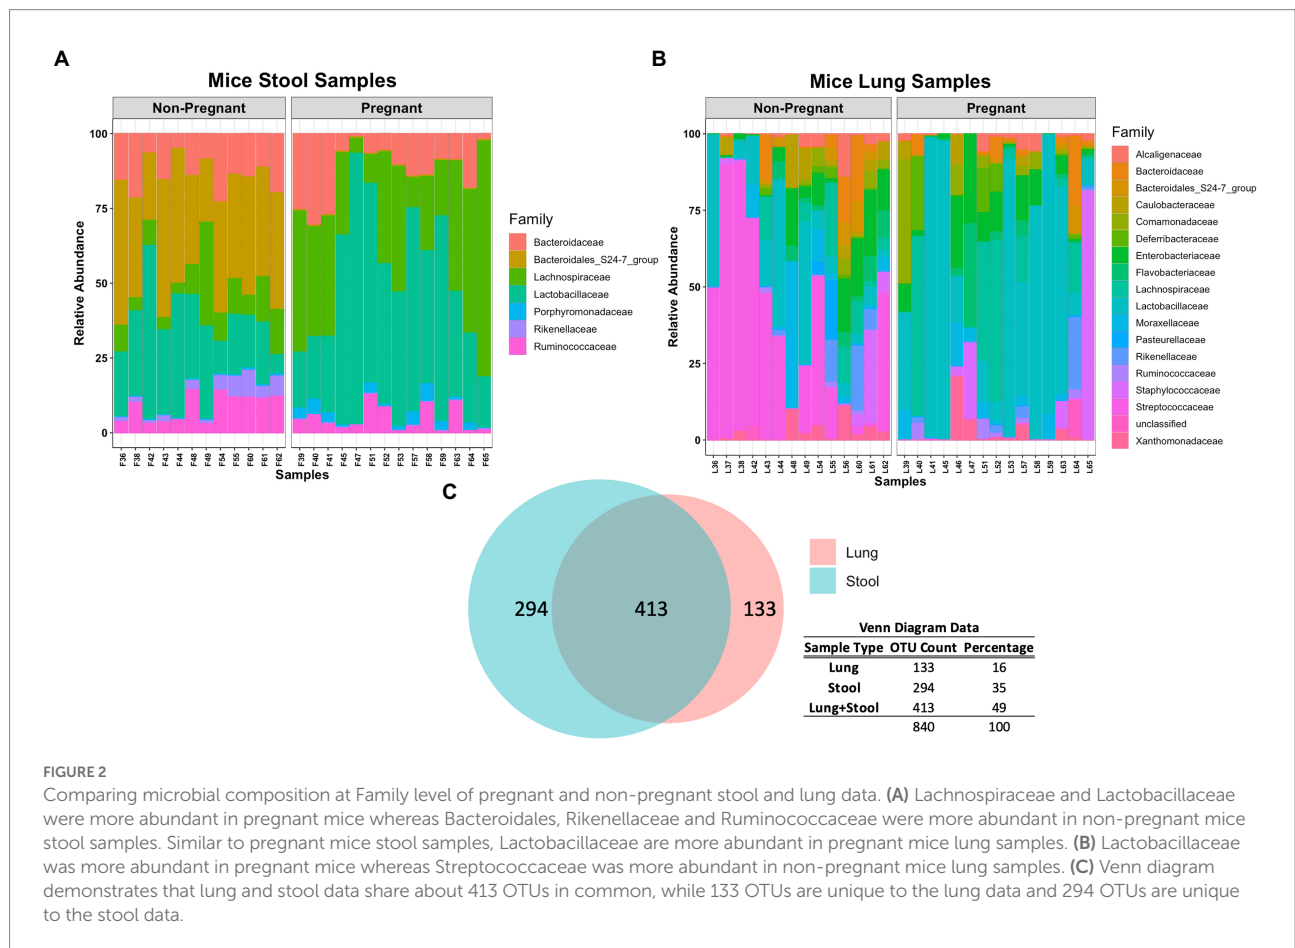 A
Mice Stool Samples
Non-Pregnant
Pregnant
100
75
50
25
0
Relative Abundance
F36 F38 F42 F43 F44 F48 F49 F54 F55 F60 F61 F62
F39 F40 F41 F45 F47 F51 F52 F53 F57 F58 F59 F63 F64 F65
Samples
Family
Bacteroidaceae
Bacteroidales_S24-7_group
Lachnospiraceae
Lactobacillaceae
Porphyromonadaceae
Rikenellaceae
Ruminococcaceae
B
Mice Lung Samples
Non-Pregnant
Pregnant
100
75
50
25
0
Relative Abundance
L36 L37 L38 L42 L43 L44 L48 L49 L54 L55 L56 L60 L61 L62
L39 L40 L41 L45 L46 L47 L51 L52 L53 L57 L58 L59 L63 L64 L65
Samples
Family
Alcaligenaceae
Bacteroidaceae
Bacteroidales_S24-7_group
Caulobacteraceae
Comamonadaceae
Deferribacteraceae
Enterobacteriaceae
Flavobacteriaceae
Lachnospiraceae
Lactobacillaceae
Moraxellaceae
Pasteurellaceae
Rikenellaceae
Ruminococcaceae
Staphylococcaceae
Streptococcaceae
unclassified
Xanthomonadaceae
C
294
413
133
Lung
Stool
Venn Diagram Data
Sample Type OTU Count Percentage
Lung 133 16
Stool 294 35
Lung+Stool 413 49
840 100
FIGURE 2
Comparing microbial composition at Family level of pregnant and non-pregnant stool and lung data. (A) Lachnospiraceae and Lactobacillaceae
were more abundant in pregnant mice whereas Bacteroidales, Rikenellaceae and Ruminococcaceae were more abundant in non-pregnant mice
stool samples. Similar to pregnant mice stool samples, Lactobacillaceae are more abundant in pregnant mice lung samples. (B) Lactobacillaceae
was more abundant in pregnant mice whereas Streptococcaceae was more abundant in non-pregnant mice lung samples. (C) Venn diagram
demonstrates that lung and stool data share about 413 OTUs in common, while 133 OTUs are unique to the lung data and 294 OTUs are unique
to the stool data.